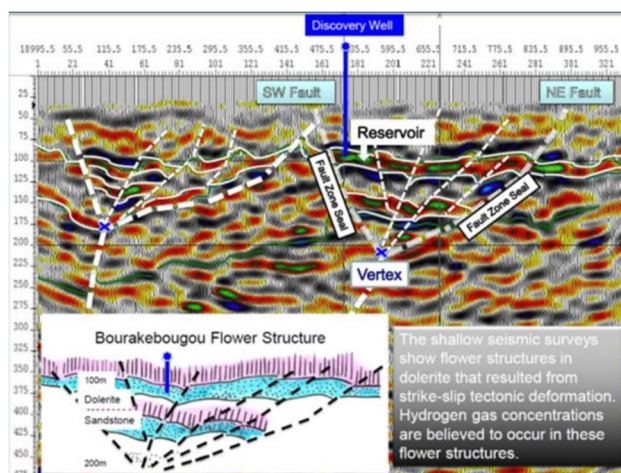 Discovery Well
18995.5 55.5 115.5 175.5 235.5 295.5 355.5 415.5 475.5 535.5 595.5 655.5 715.5 775.5 835.5 895.5 955.5
1 21 41 61 81 101 121 141 161 181 201 221 241 261 281 301 321
SW Fault
NE Fault
25
50
75
100
125
150
175
200
225
250
275
300
325
350
375
400
425
450
Reservoir
Fault Zone Seal
Fault Zone Seal
Vertex
Bourakebougou Flower Structure
100m
Dolerite
Sandstone
200m
The shallow seismic surveys
show flower structures in
dolerite that resulted from
strike-slip tectonic deformation.
Hydrogen gas concentrations
are believed to occur in these
flower structures.